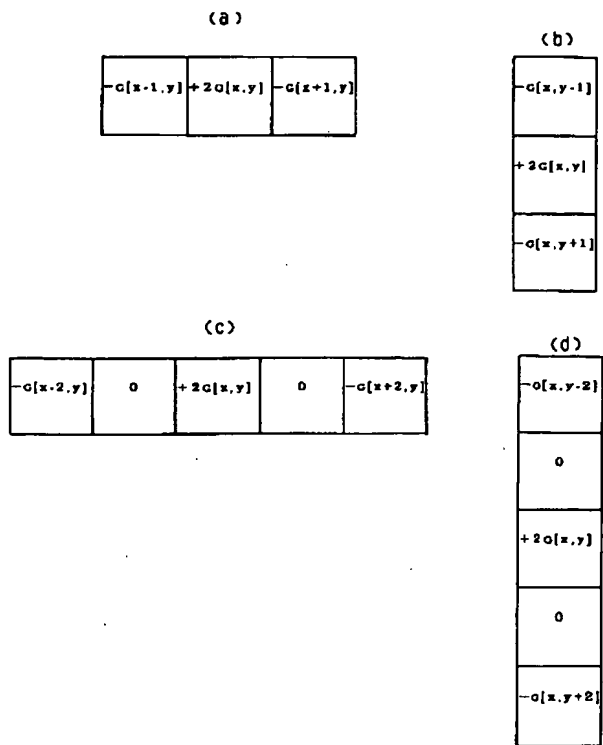 (a)
-G[x-1,y] +2G[x,y] -G[x+1,y]
(b)
-G[x,y-1]
+2G[x,y]
-G[x,y+1]
(c)
-G[x-2,y] 0 +2G[x,y] 0 -G[x+2,y]
(d)
-G[x,y-2]
0
+2G[x,y]
0
-G[x,y+2]